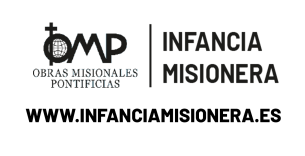 OMP
OBRAS MISIONALES
PONTIFICIAS
INFANCIA
MISIONERA
WWW.INFANCIAMISIONERA.ES